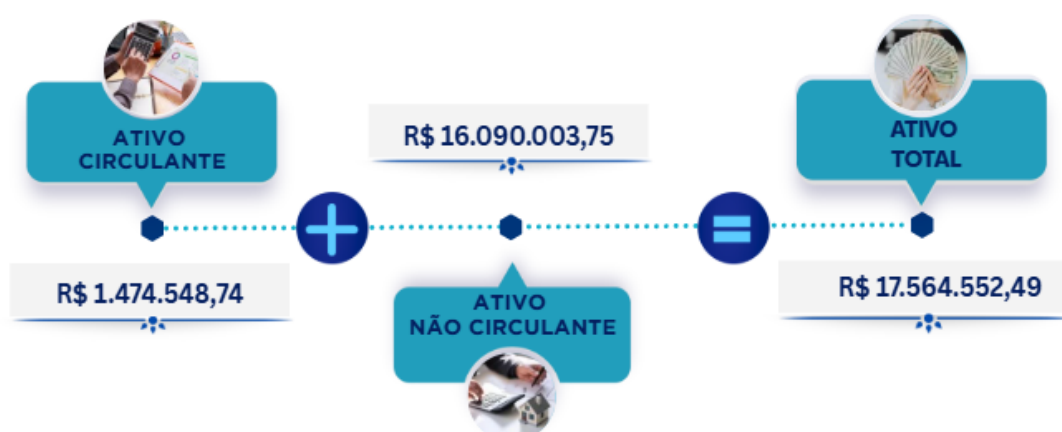 ATIVO
CIRCULANTE
R$ 1.474.548,74
R$ 16.090.003,75
ATIVO
NÃO CIRCULANTE
ATIVO
TOTAL
R$ 17.564.552,49